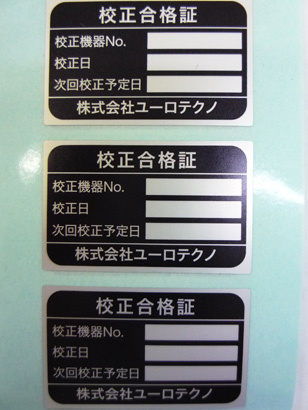 校正合格証
校正機器No.
校正日
次回校正予定日
株式会社ユーロテクノ
校正合格証
校正機器No.
校正日
次回校正予定日
株式会社ユーロテクノ
校正合格証
校正機器No.
校正日
次回校正予定日
株式会社ユーロテクノ